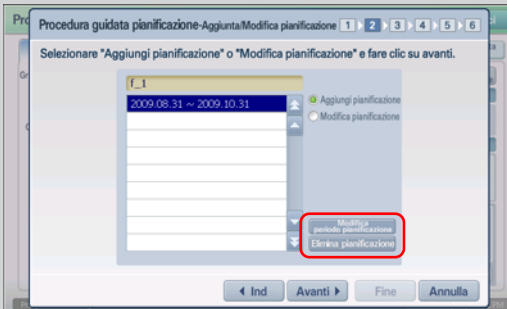 Procedura guidata pianificazione-Aggiunta/Modifica pianificazione 1 2 3 4 5 6
Selezionare "Aggiungi pianificazione" o "Modifica pianificazione" e fare clic su avanti.
f_1
2009.08.31 ~ 2009.10.31
Aggiungi pianificazione
Modifica pianificazione
Modifica
periodo pianificazione
Elimina pianificazione
Ind Avanti Fine Annulla